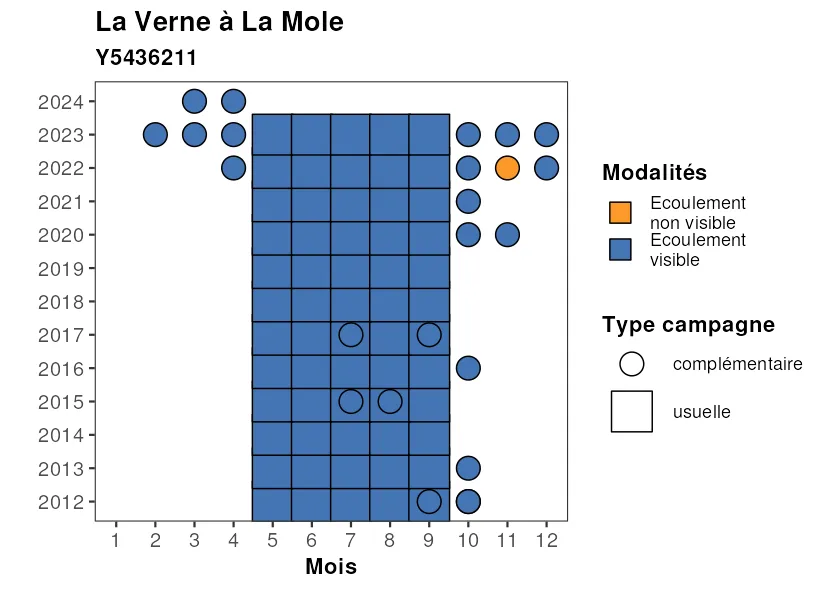 La Verne à La Mole
Y5436211
2024
2023
2022
2021
2020
2019
2018
2017
2016
2015
2014
2013
2012
1 2 3 4 5 6 7 8 9 10 11 12
Mois
Modalités
Ecoulement
non visible
Ecoulement
visible
Type campagne
complémentaire
usuelle